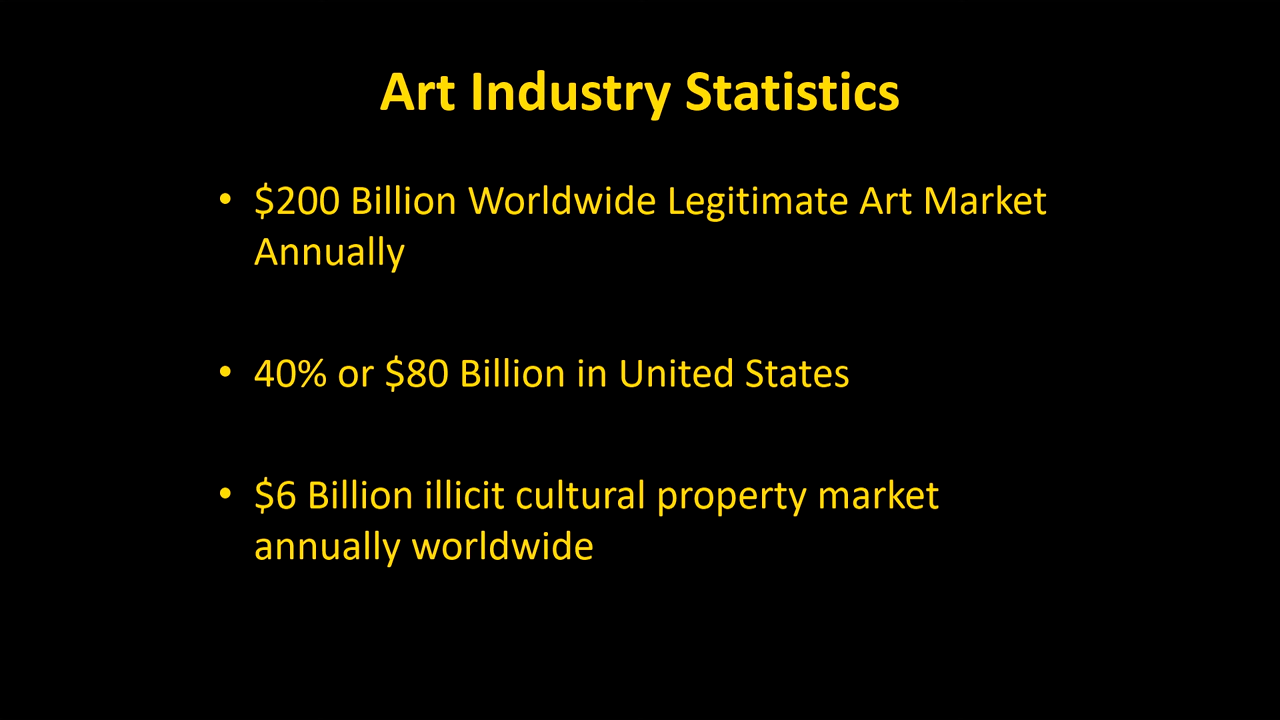 Art Industry Statistics
• $200 Billion Worldwide Legitimate Art Market
Annually
• 40% or $80 Billion in United States
• $6 Billion illicit cultural property market
annually worldwide